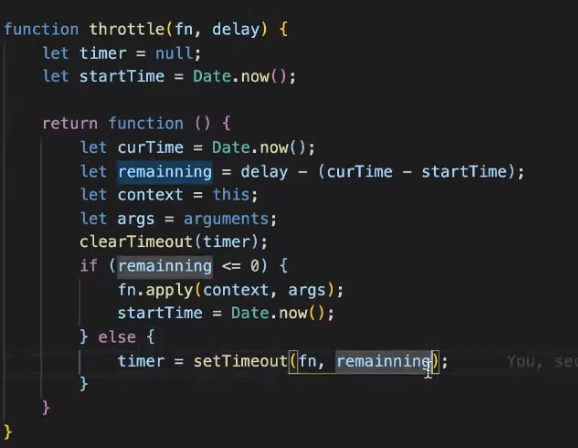 function throttle(fn, delay) {
    let timer = null;
    let startTime = Date.now();

    return function () {
        let curTime = Date.now();
        let remainning = delay - (curTime - startTime);
        let context = this;
        let args = arguments;
        clearTimeout(timer);
        if (remainning <= 0) {
            fn.apply(context, args);
            startTime = Date.now();
        } else {
            timer = setTimeout(fn, remainning); You,
        }
    }
}